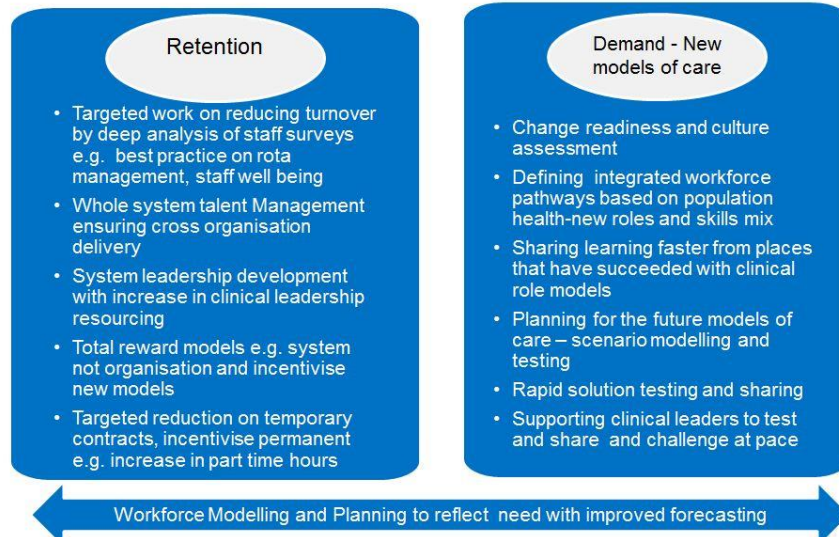 Retention
• Targeted work on reducing turnover
by deep analysis of staff surveys
e.g. best practice on rota
management, staff well being
• Whole system talent Management
ensuring cross organisation
delivery
• System leadership development
with increase in clinical leadership
resourcing
• Total reward models e.g. system
not organisation and incentivise
new models
• Targeted reduction on temporary
contracts, incentivise permanent
e.g. increase in part time hours
Demand - New
models of care
• Change readiness and culture
assessment
• Defining integrated workforce
pathways based on population
health-new roles and skills mix
• Sharing learning faster from places
that have succeeded with clinical
role models
• Planning for the future models of
care – scenario modelling and
testing
• Rapid solution testing and sharing
• Supporting clinical leaders to test
and share and challenge at pace
Workforce Modelling and Planning to reflect need with improved forecasting